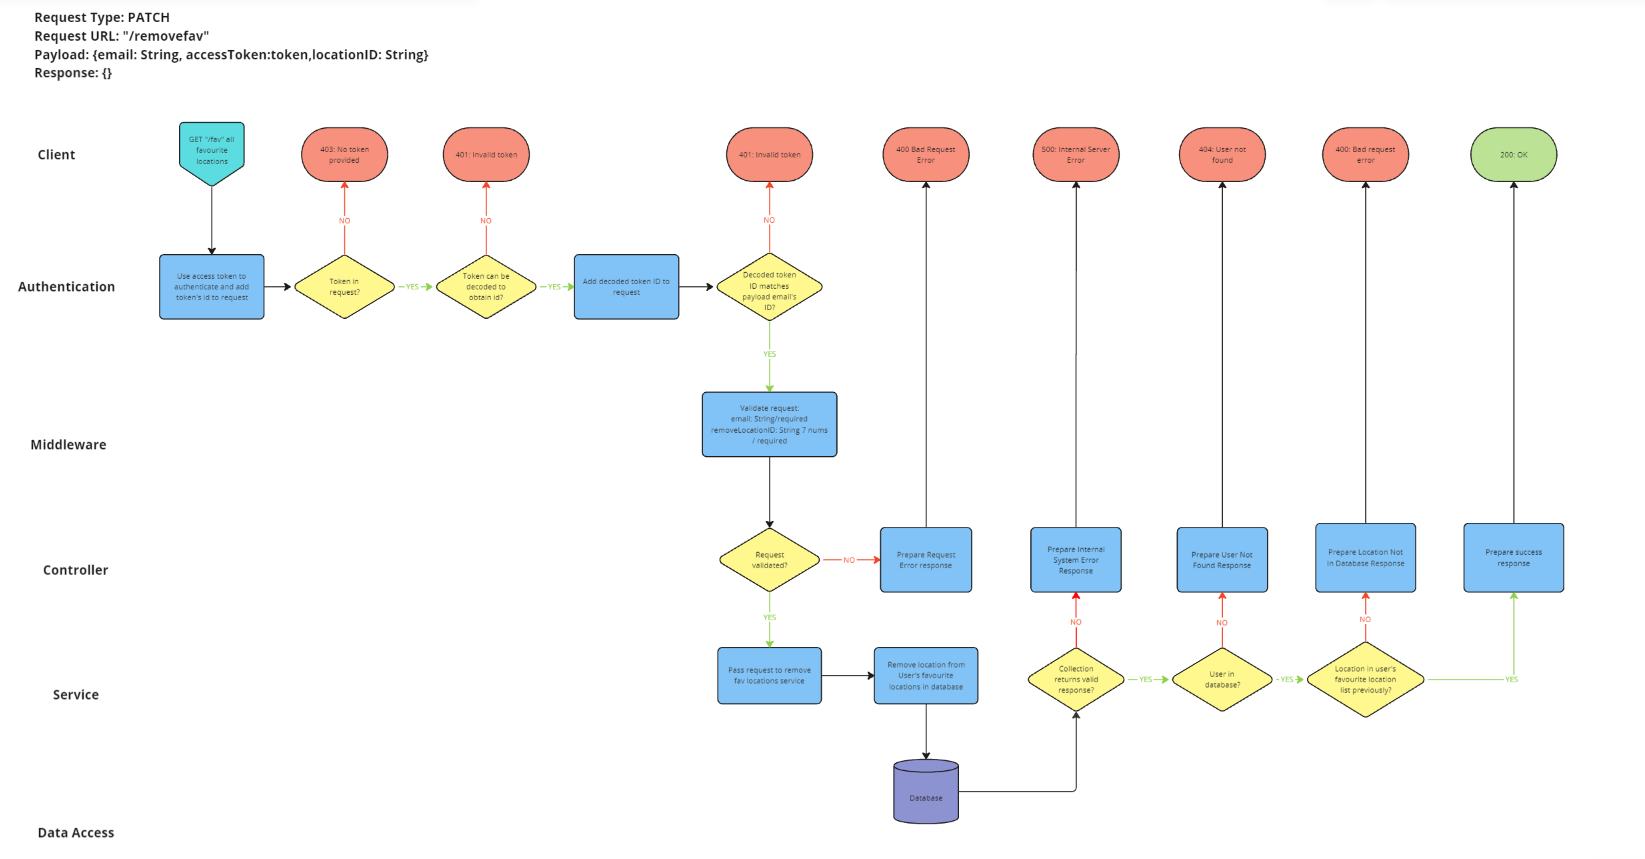 Request Type: PATCH
Request URL: "/removefav"
Payload: {email: String, accessToken:token,locationID: String}
Response: {}
Client
GET "/fav" all
favourite
locations
403: No token
provided
401: Invalid token
401: Invalid token
400 Bad Request
Error
500: Internal Server
Error
404: User not
found
400: Bad request
error
200: OK
NO
NO
NO
Authentication
Use access token to
authenticate and add
token's id to request
Token in
request?
YES
Token can be
decoded to
obtain id?
YES
Add decoded token ID to
request
Decoded token
ID matches
payload email's
ID?
YES
Middleware
Validate request:
email: String/required
removeLocationID: String 7 nums
/ required
Controller
Request
validated?
NO
Prepare Request
Error response
Prepare Internal
System Error
Response
Prepare User Not
Found Response
Prepare Location Not
in Database Response
Prepare success
response
YES
NO
NO
NO
Service
Pass request to remove
fav locations service
Remove location from
User's favourite
locations in database
Collection
returns valid
response?
YES
User in
database?
YES
Location in user's
favourite location
list previously?
YES
Database
Data Access